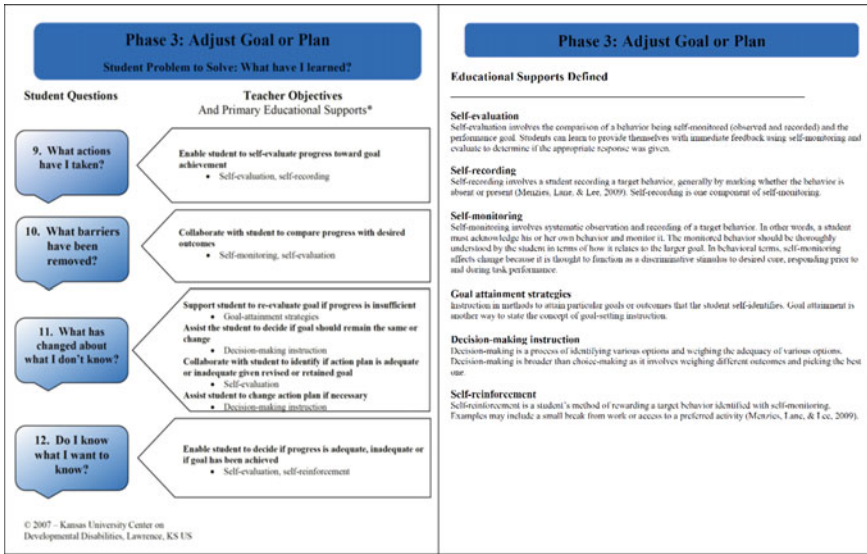 Phase 3: Adjust Goal or Plan
Student Problem to Solve: What have I learned?
Student Questions
Teacher Objectives
And Primary Educational Supports*
9. What actions
have I taken?
Enable student to self-evaluate progress toward goal
achievement
• Self-evaluation, self-recording
10. What barriers
have been
removed?
Collaborate with student to compare progress with desired
outcomes
• Self-monitoring, self-evaluation
11. What has
changed about
what I don't know?
Support student to re-evaluate goal if progress is insufficient
• Goal-attainment strategies
Assist the student to decide if goal should remain the same or
change
• Decision-making instruction
Collaborate with student to identify if action plan is adequate
or inadequate given revised or retained goal
• Self-evaluation
Assist student to change action plan if necessary
• Decision-making instruction
12. Do I know
what I want to
know?
Enable student to decide if progress is adequate, inadequate or
if goal has been achieved
• Self-evaluation, self-reinforcement
© 2007 – Kansas University Center on
Developmental Disabilities, Lawrence, KS US
Phase 3: Adjust Goal or Plan
Educational Supports Defined
Self-evaluation
Self-evaluation involves the comparison of a behavior being self-monitored (observed and recorded) and the
performance goal. Students can learn to provide themselves with immediate feedback using self-monitoring and
evaluate to determine if the appropriate response was given.
Self-recording
Self-recording involves a student recording a target behavior, generally by marking whether the behavior is
absent or present (Menzies, Lane, & Lee, 2009). Self-recording is one component of self-monitoring.
Self-monitoring
Self-monitoring involves systematic observation and recording of a target behavior. In other words, a student
must acknowledge his or her own behavior and monitor it. The monitored behavior should be thoroughly
understood by the student in terms of how it relates to the larger goal. In behavioral terms, self-monitoring
affects change because it is thought to function as a discriminative stimulus to desired cure, responding prior to
and during task performance.
Goal attainment strategies
Instruction in methods to attain particular goals or outcomes that the student self-identifies. Goal attainment is
another way to state the concept of goal-setting instruction.
Decision-making instruction
Decision-making is a process of identifying various options and weighing the adequacy of various options.
Decision-making is broader than choice-making as it involves weighing different outcomes and picking the best
one.
Self-reinforcement
Self-reinforcement is a student's method of rewarding a target behavior identified with self-monitoring.
Examples may include a small break from work or access to a preferred activity (Menzies, Lane, & Lee, 2009).